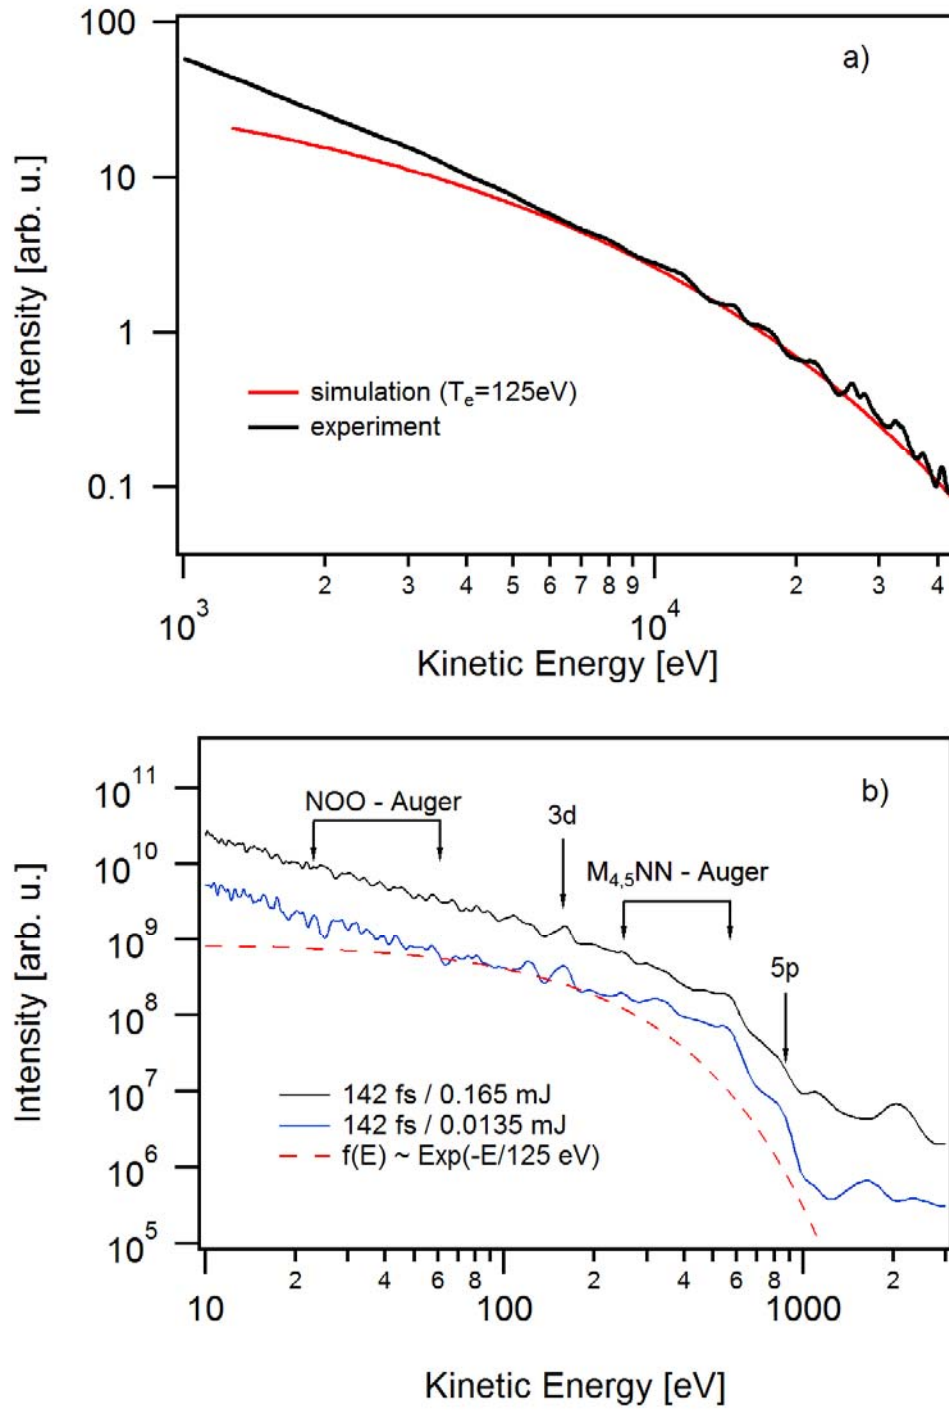 a)
100
10
1
0.1
Intensity [arb. u.]
simulation (Tₑ=125eV)
experiment
2 3 4 5 6 7 8 9 2 3 4
10³ 10⁴
Kinetic Energy [eV]
b)
10¹¹
10¹⁰
10⁹
10⁸
10⁷
10⁶
10⁵
Intensity [arb. u.]
NOO - Auger
3d
M₄,₅NN - Auger
5p
142 fs / 0.165 mJ
142 fs / 0.0135 mJ
f(E) ~ Exp(-E/125 eV)
2 4 6 8 2 4 6 8 2
10 100 1000
Kinetic Energy [eV]